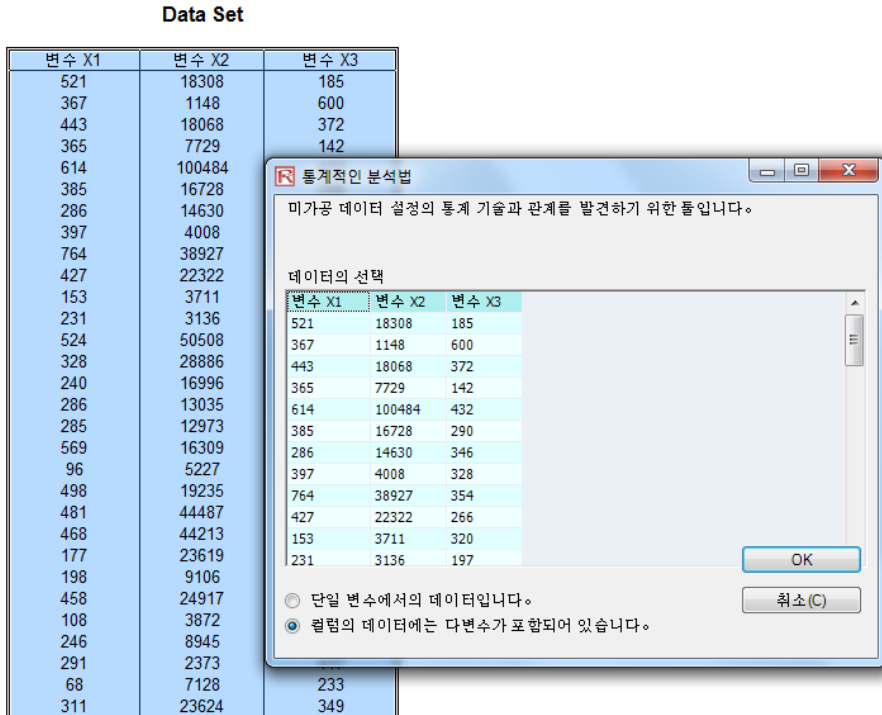 Data Set
변수 X1 변수 X2 변수 X3
521 18308 185
367 1148 600
443 18068 372
365 7729 142
614 100484
385 16728
286 14630
397 4008
764 38927
427 22322
153 3711
231 3136
524 50508
328 28886
240 16996
286 13035
285 12973
569 16309
96 5227
498 19235
481 44487
468 44213
177 23619
198 9106
458 24917
108 3872
246 8945
291 2373
68 7128 233
311 23624 349
통계적인 분석법
미가공 데이터 설정의 통계 기술과 관계를 발견하기 위한 툴입니다。
데이터의 선택
변수 X1 변수 X2 변수 X3
521 18308 185
367 1148 600
443 18068 372
365 7729 142
614 100484 432
385 16728 290
286 14630 346
397 4008 328
764 38927 354
427 22322 266
153 3711 320
231 3136 197
OK
단일 변수에서의 데이터입니다。
취소(C)
컬럼의 데이터에는 다변수가 포함되어 있습니다。